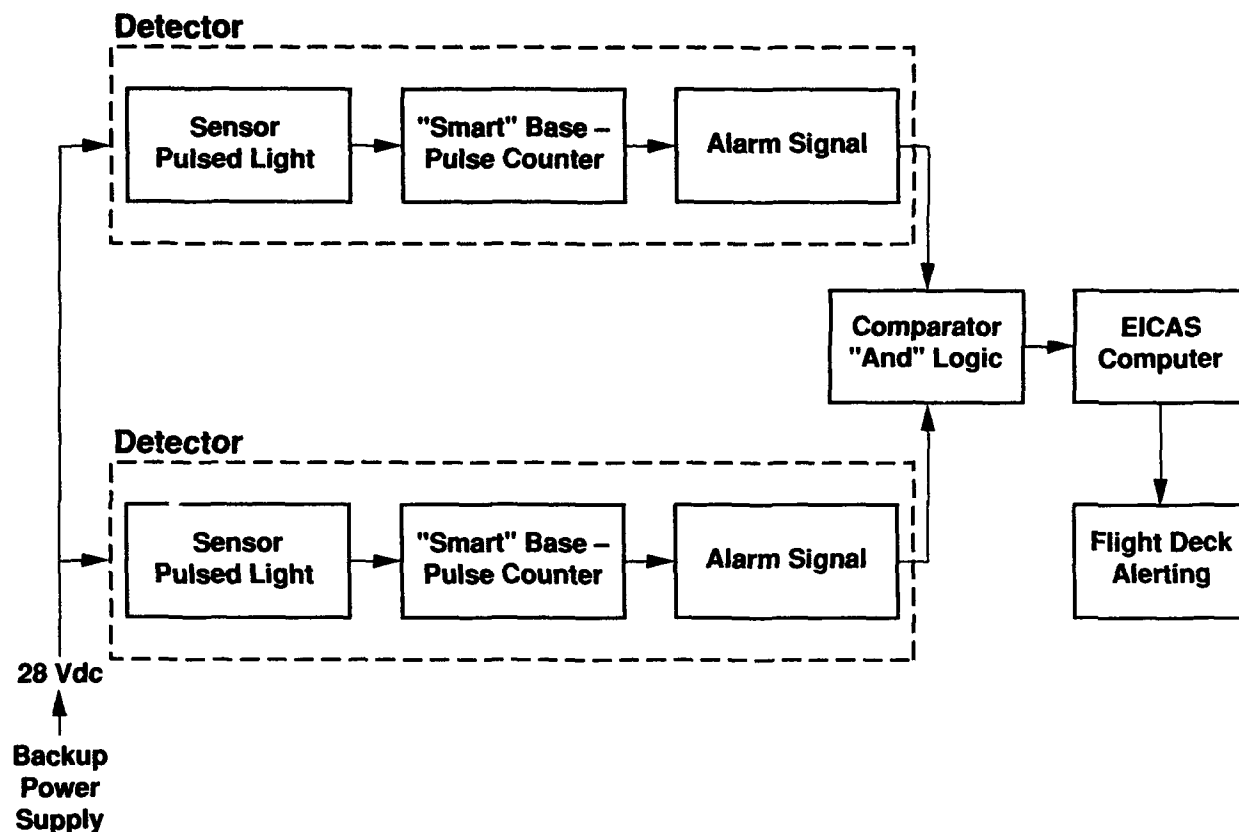 Detector
Sensor
Pulsed Light
"Smart" Base –
Pulse Counter
Alarm Signal
Comparator
"And" Logic
EICAS
Computer
Detector
Sensor
Pulsed Light
"Smart" Base –
Pulse Counter
Alarm Signal
Flight Deck
Alerting
28 Vdc
Backup
Power
Supply